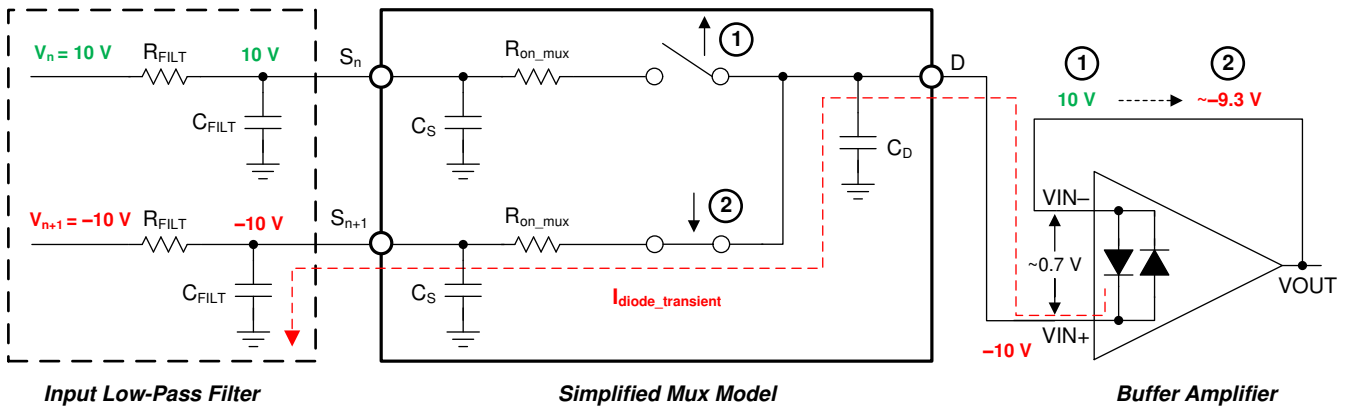 Vn = 10 V
RFILT
10 V
Sn
Ron_mux
1
D
CFILT
CS
CD
Vn+1 = –10 V
RFILT
–10 V
Sn+1
Ron_mux
2
CFILT
CS
Idiode_transient
1
2
10 V
~–9.3 V
VIN–
~0.7 V
VIN+
–10 V
VOUT
Input Low-Pass Filter
Simplified Mux Model
Buffer Amplifier